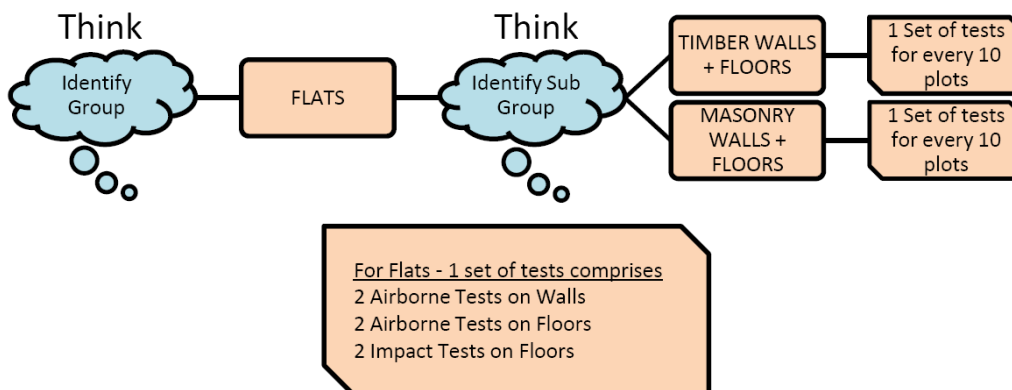 Think
Identify
Group
FLATS
Think
Identify Sub
Group
TIMBER WALLS
+ FLOORS
1 Set of tests
for every 10
plots
MASONRY
WALLS +
FLOORS
1 Set of tests
for every 10
plots
For Flats - 1 set of tests comprises
2 Airborne Tests on Walls
2 Airborne Tests on Floors
2 Impact Tests on Floors